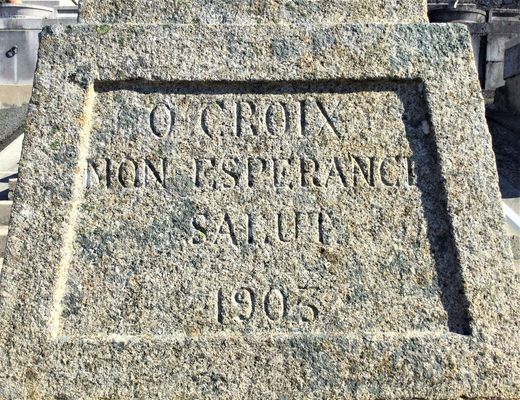 O CROIX
MON ESPERANCE
SALUT
1903